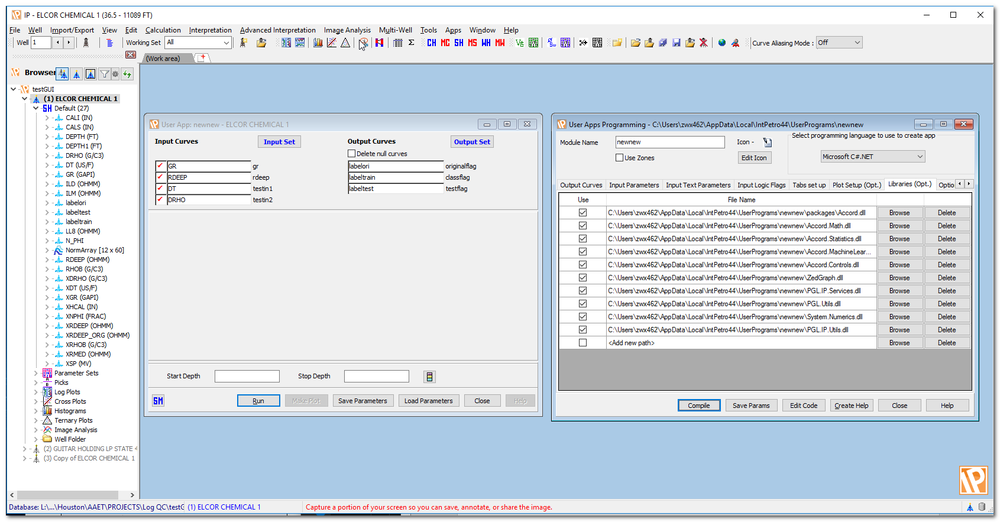 IP - ELCOR CHEMICAL 1 (36.5 - 11089 FT)
File Well Import/Export View Edit Calculation Interpretation Advanced Interpretation Image Analysis Multi-Well Tools Apps Window Help
Well 1 Working Set All CH MC SH MS WH MW Curve Aliasing Mode : Off
(Work area)
Browser
testGUI
(1) ELCOR CHEMICAL 1
SH Default (27)
CALI (IN)
CALS (IN)
DEPTH (FT)
DEPTH1 (FT)
DRHO (G/C3)
DT (US/F)
GR (GAPI)
ILD (OHMM)
ILM (OHMM)
labelori
labeltest
labeltrain
LL8 (OHMM)
N_PHI
NormArray [12 x 60]
RDEEP (OHMM)
RHOB (G/C3)
XDRHO (G/C3)
XDT (US/F)
XGR (GAPI)
XHCAL (IN)
XNPHI (FRAC)
XRDEEP (OHMM)
XRDEEP_ORG (OHMM)
XRHOB (G/C3)
XRMED (OHMM)
XSP (MV)
Parameter Sets
Picks
Log Plots
Cross Plots
Histograms
Ternary Plots
Image Analysis
Well Folder
(2) GUITAR HOLDING LP STATE 4
(3) Copy of ELCOR CHEMICAL 1
User App: newnew - ELCOR CHEMICAL 1
Input Curves Input Set Output Curves Output Set
Delete null curves
GR gr labelori originalflag
RDEEP rdeep labeltrain classflag
DT testin1 labeltest testflag
DRHO testin2
Start Depth Stop Depth
SM Run Make Plot Save Parameters Load Parameters Close Help
User Apps Programming - C:\Users\zwx462\AppData\Local\IntPetro44\UserPrograms\newnew
Module Name newnew Icon - Select programming language to use to create app
Use Zones Edit Icon Microsoft C#.NET
Output Curves Input Parameters Input Text Parameters Input Logic Flags Tabs set up Plot Setup (Opt.) Libraries (Opt.) Optio
Use File Name
C:\Users\zwx462\AppData\Local\IntPetro44\UserPrograms\newnew\packages\Accord.dll Browse Delete
C:\Users\zwx462\AppData\Local\IntPetro44\UserPrograms\newnew\Accord.Math.dll Browse Delete
C:\Users\zwx462\AppData\Local\IntPetro44\UserPrograms\newnew\Accord.Statistics.dll Browse Delete
C:\Users\zwx462\AppData\Local\IntPetro44\UserPrograms\newnew\Accord.MachineLear... Browse Delete
C:\Users\zwx462\AppData\Local\IntPetro44\UserPrograms\newnew\Accord.Controls.dll Browse Delete
C:\Users\zwx462\AppData\Local\IntPetro44\UserPrograms\newnew\ZedGraph.dll Browse Delete
C:\Users\zwx462\AppData\Local\IntPetro44\UserPrograms\newnew\PGL.IP.Services.dll Browse Delete
C:\Users\zwx462\AppData\Local\IntPetro44\UserPrograms\newnew\PGL.Utils.dll Browse Delete
C:\Users\zwx462\AppData\Local\IntPetro44\UserPrograms\newnew\System.Numerics.dll Browse Delete
C:\Users\zwx462\AppData\Local\IntPetro44\UserPrograms\newnew\PGL.IP.Utils.dll Browse Delete
<Add new path> Browse Delete
Compile Save Params Edit Code Create Help Close Help
IP
Database: L:\...\Houston\AAET\PROJECTS\Log QC\testG (1) ELCOR CHEMICAL 1 Capture a portion of your screen so you can save, annotate, or share the image.